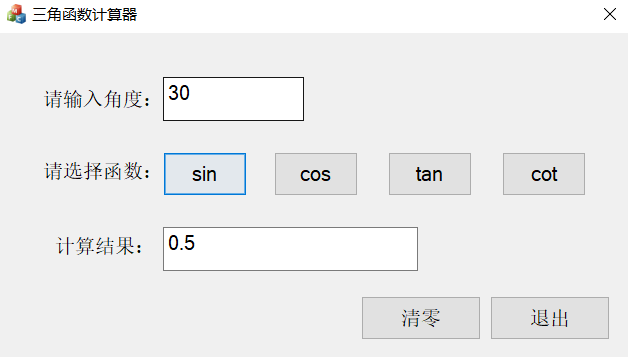 三角函数计算器
请输入角度： 30
请选择函数： sin cos tan cot
计算结果： 0.5
清零 退出